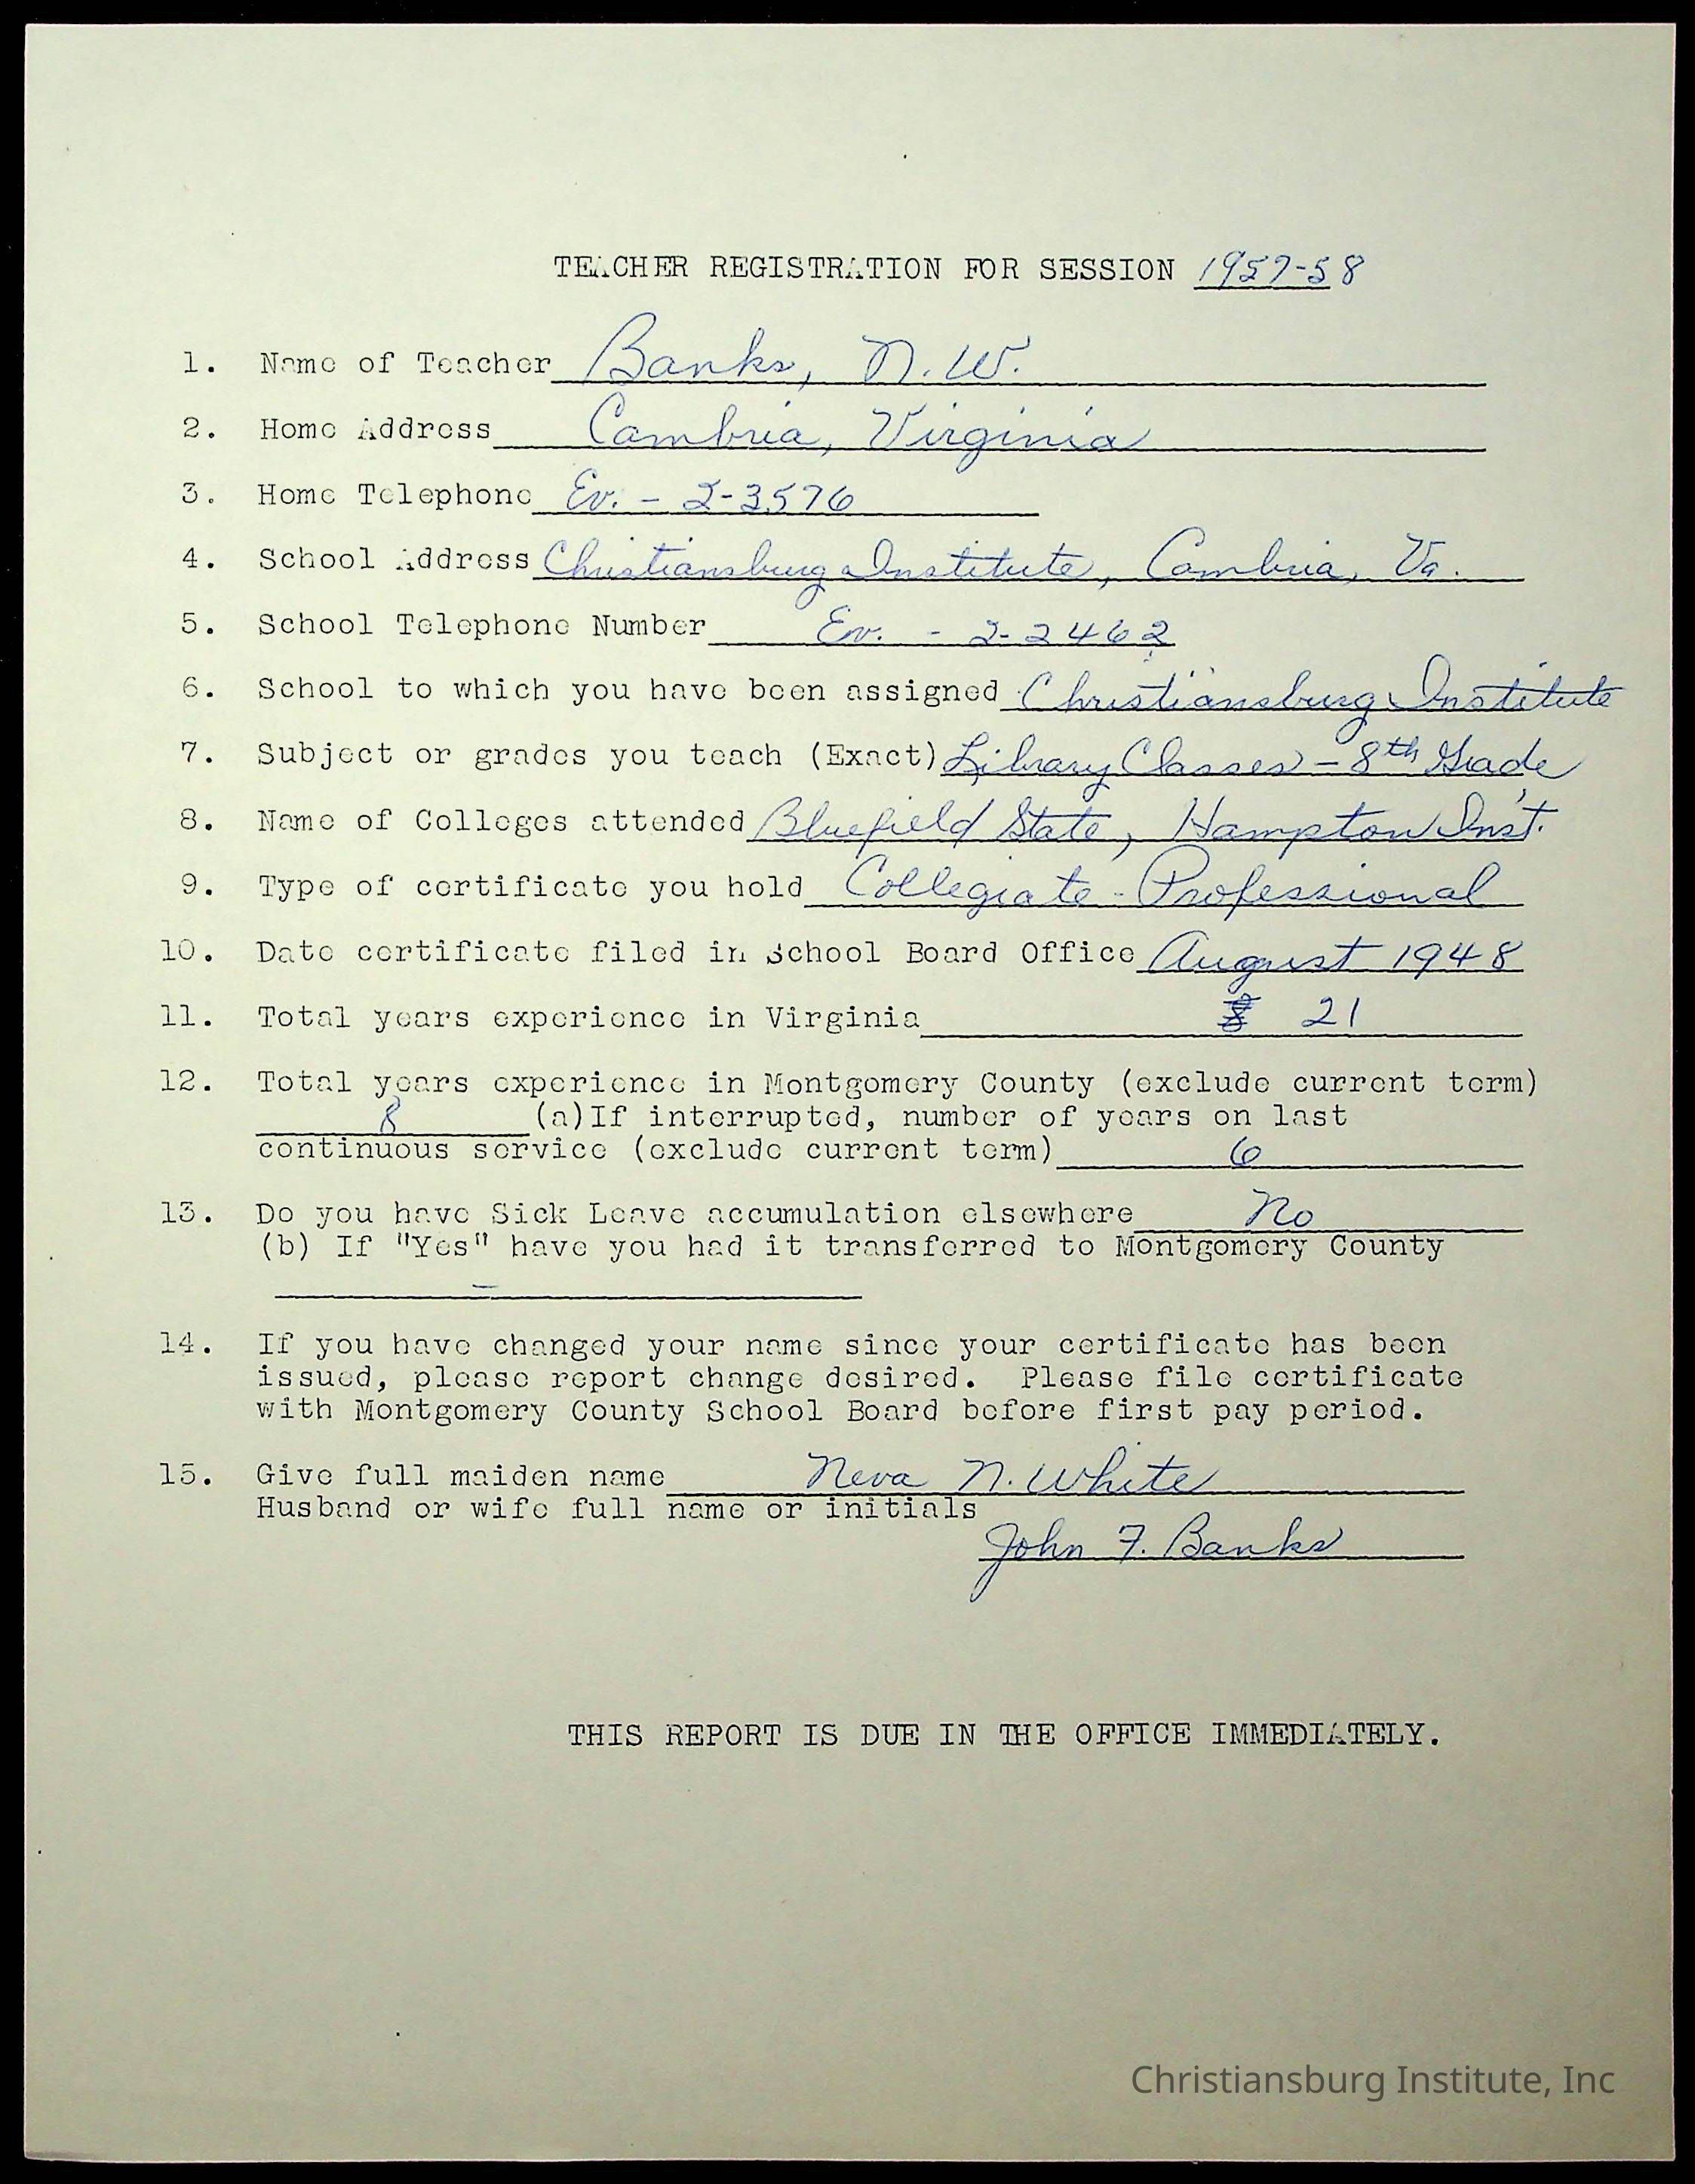 TEACHER REGISTRATION FOR SESSION 1957-58
1. Name of Teacher Banks, N. W.
2. Home Address Cambria, Virginia
3. Home Telephone Ev. - 2-3576
4. School Address Christiansburg Institute, Cambria, Va.
5. School Telephone Number Ev. - 2-2462
6. School to which you have been assigned Christiansburg Institute
7. Subject or grades you teach (Exact) Library Classes - 8th Grade
8. Name of Colleges attended Bluefield State, Hampton Inst.
9. Type of certificate you hold Collegiate - Professional
10. Date certificate filed in School Board Office August 1948
11. Total years experience in Virginia 21
12. Total years experience in Montgomery County (exclude current term)
8 (a)If interrupted, number of years on last
continuous service (exclude current term) 6
13. Do you have Sick Leave accumulation elsewhere No
(b) If "Yes" have you had it transferred to Montgomery County
-
14. If you have changed your name since your certificate has been
issued, please report change desired. Please file certificate
with Montgomery County School Board before first pay period.
15. Give full maiden name Neva N. White
Husband or wife full name or initials
John F. Banks
THIS REPORT IS DUE IN THE OFFICE IMMEDIATELY.
Christiansburg Institute, Inc